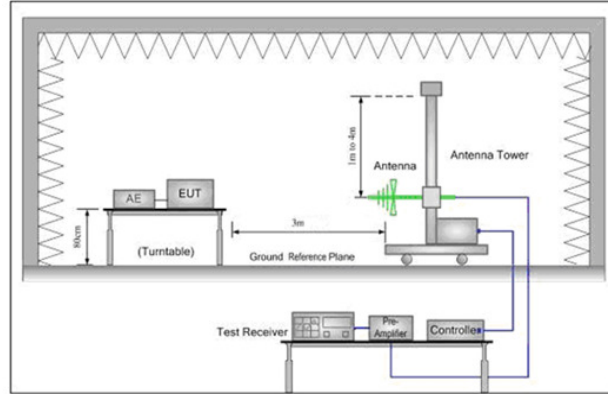 1m to 4m
Antenna
Antenna Tower
AE
EUT
80cm
(Turntable)
3m
Ground Reference Plane
Test Receiver
Pre-
Amplifier
Controller